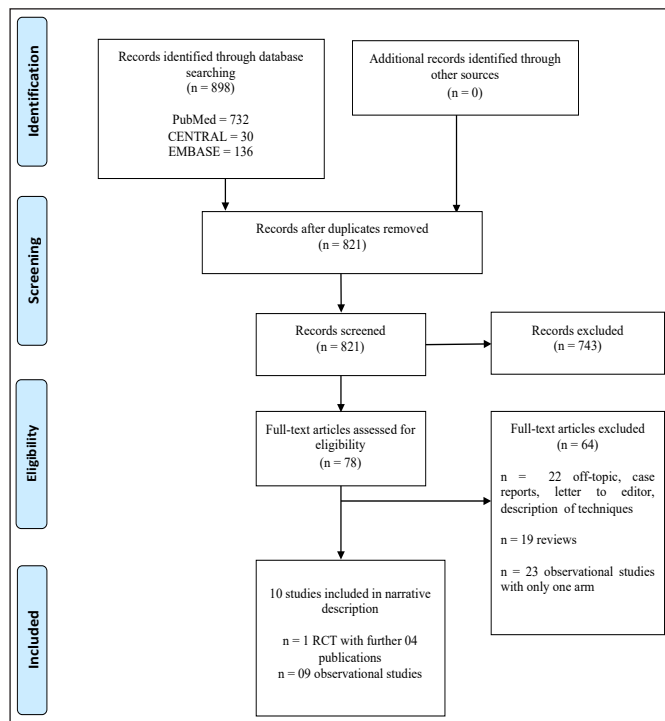 Identification
Records identified through database
searching
(n = 898)
PubMed = 732
CENTRAL = 30
EMBASE = 136
Additional records identified through
other sources
(n = 0)
Screening
Records after duplicates removed
(n = 821)
Records screened
(n = 821)
Records excluded
(n = 743)
Eligibility
Full-text articles assessed for
eligibility
(n = 78)
Full-text articles excluded
(n = 64)
n = 22 off-topic, case
reports, letter to editor,
description of techniques
n = 19 reviews
n = 23 observational studies
with only one arm
Included
10 studies included in narrative
description
n = 1 RCT with further 04
publications
n = 09 observational studies